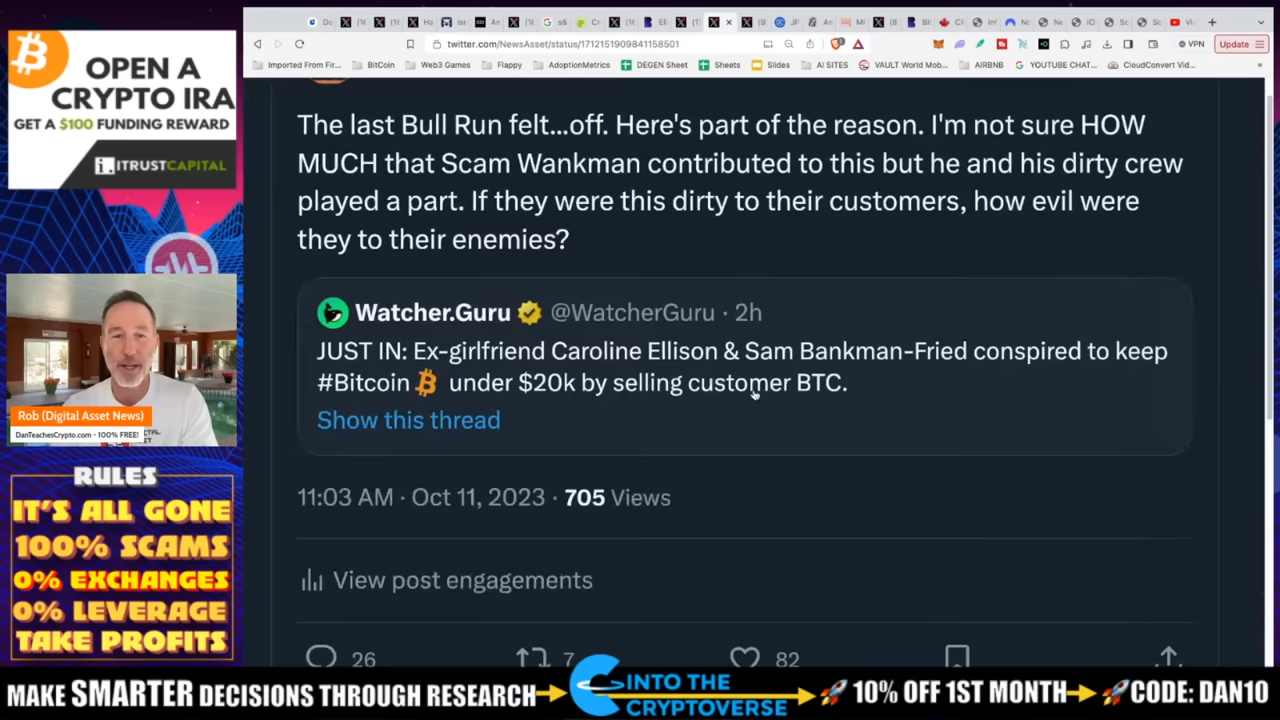 twitter.com/NewsAsset/status/1712151909841158501
VPN
Update
Imported From Fir...
BitCoin
Web3 Games
Flappy
AdoptionMetrics
DEGEN Sheet
Sheets
Slides
AI SITES
VAULT World Mob...
AIRBNB
YOUTUBE CHAT...
CloudConvert Vid...
OPEN A
CRYPTO IRA
GET A $100 FUNDING REWARD
ITRUSTCAPITAL
The last Bull Run felt...off. Here's part of the reason. I'm not sure HOW
MUCH that Scam Wankman contributed to this but he and his dirty crew
played a part. If they were this dirty to their customers, how evil were
they to their enemies?
Watcher.Guru @WatcherGuru · 2h
JUST IN: Ex-girlfriend Caroline Ellison & Sam Bankman-Fried conspired to keep
#Bitcoin under $20k by selling customer BTC.
Show this thread
11:03 AM · Oct 11, 2023 · 705 Views
View post engagements
26
7
82
Rob (Digital Asset News)
DanTeachesCrypto.com - 100% FREE!
RULES
IT'S ALL GONE
100% SCAMS
0% EXCHANGES
0% LEVERAGE
TAKE PROFITS
MAKE SMARTER DECISIONS THROUGH RESEARCH
INTO THE
CRYPTOVERSE
10% OFF 1ST MONTH
CODE: DAN10